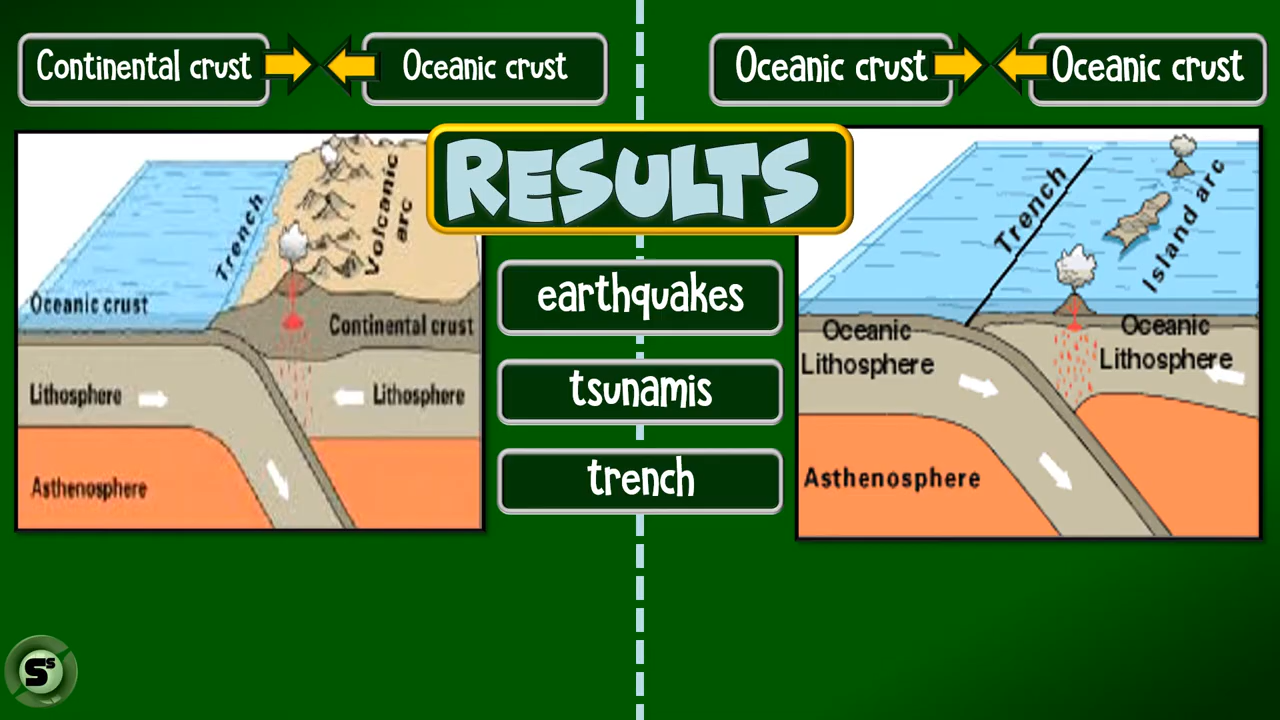 Continental crust
Oceanic crust
Oceanic crust
Oceanic crust
RESULTS
earthquakes
tsunamis
trench
Trench
Volcanic
arc
Oceanic crust
Continental crust
Lithosphere
Lithosphere
Asthenosphere
Trench
Island arc
Oceanic
Lithosphere
Oceanic
Lithosphere
Asthenosphere
Ss